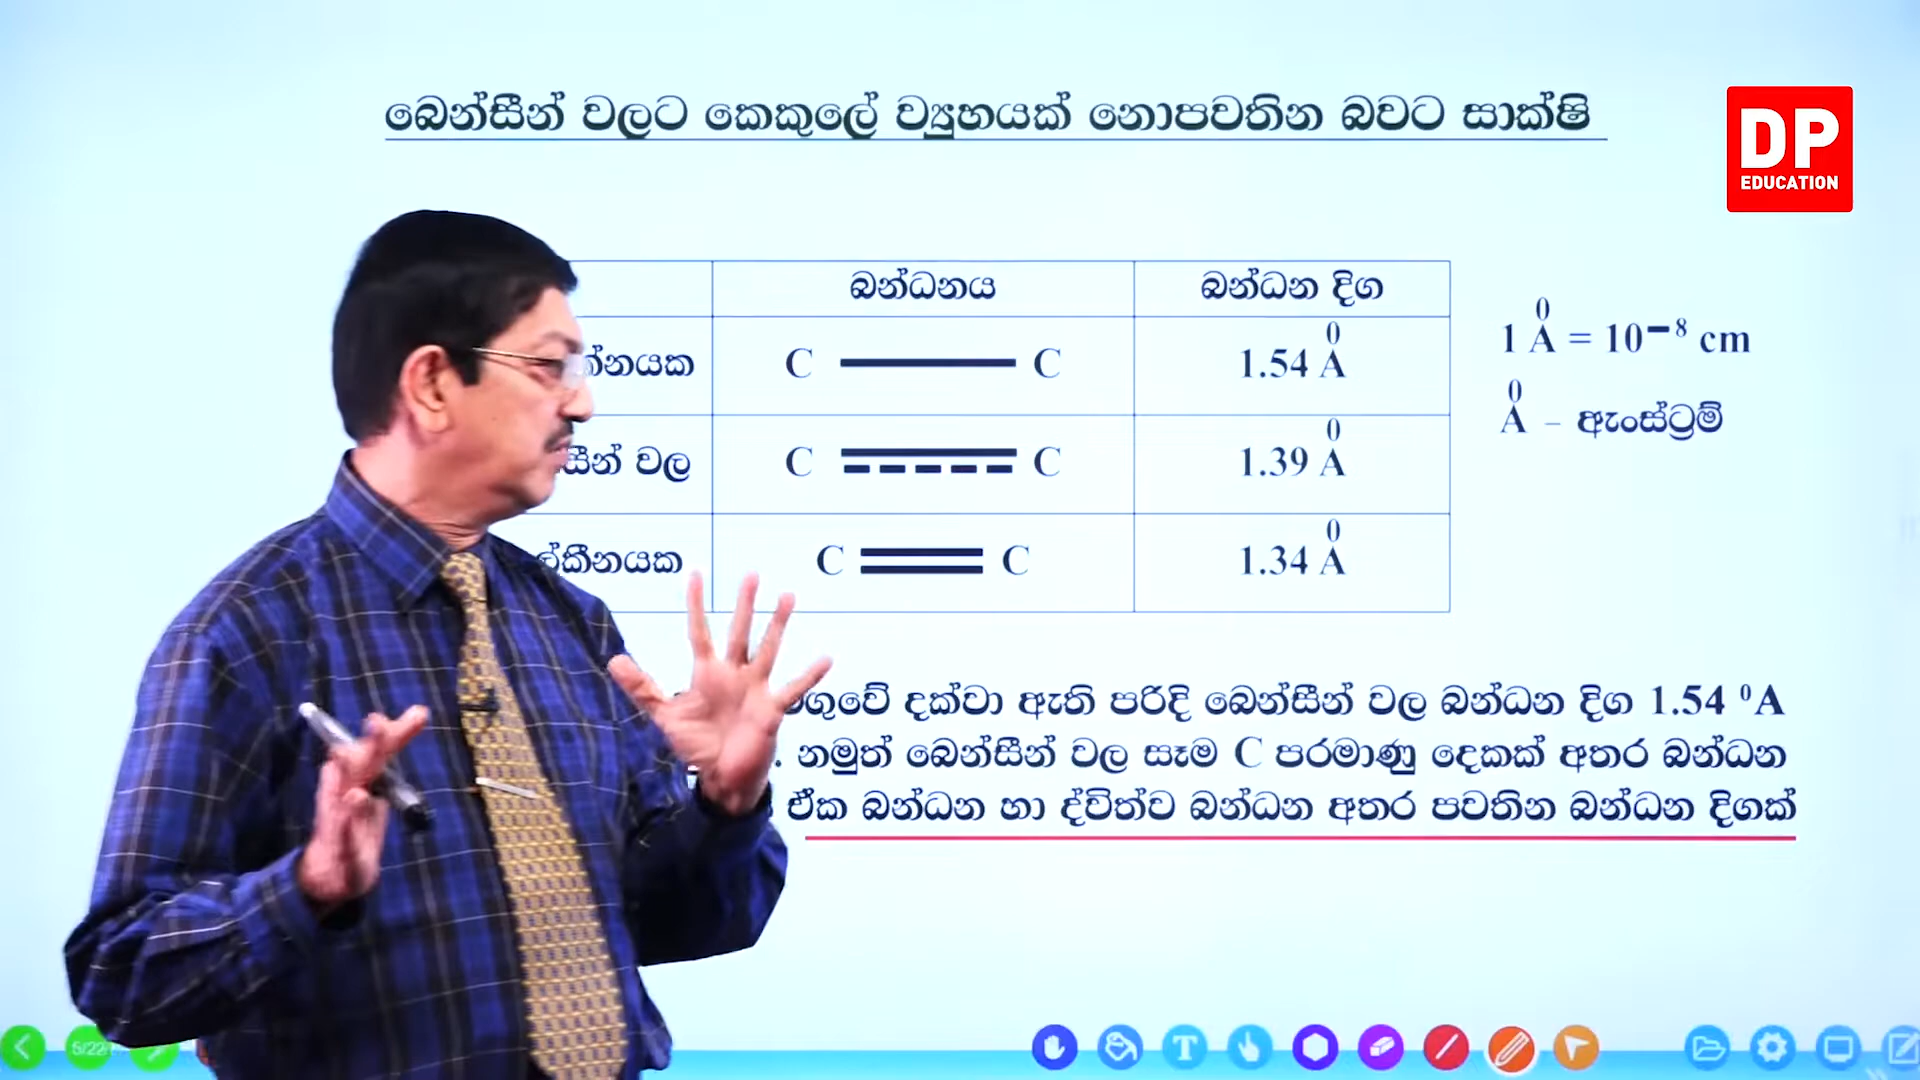 බෙන්සීන් වලට කෙකුලේ ව්‍යුහයක් නොපවතින බවට සාක්ෂි
DP
EDUCATION
බන්ධනය බන්ධන දිග
C C 1.54 Å
වල C C 1.39 Å
C C 1.34 Å
1 Å = 10⁻⁸ cm
Å – ඇංස්ට්‍රම්
දක්වා ඇති පරිදි බෙන්සීන් වල බන්ධන දිග 1.54 ⁰A
නමුත් බෙන්සීන් වල සෑම C පරමාණු දෙකක් අතර බන්ධන
ඒක බන්ධන හා ද්විත්ව බන්ධන අතර පවතින බන්ධන දිගක්
T